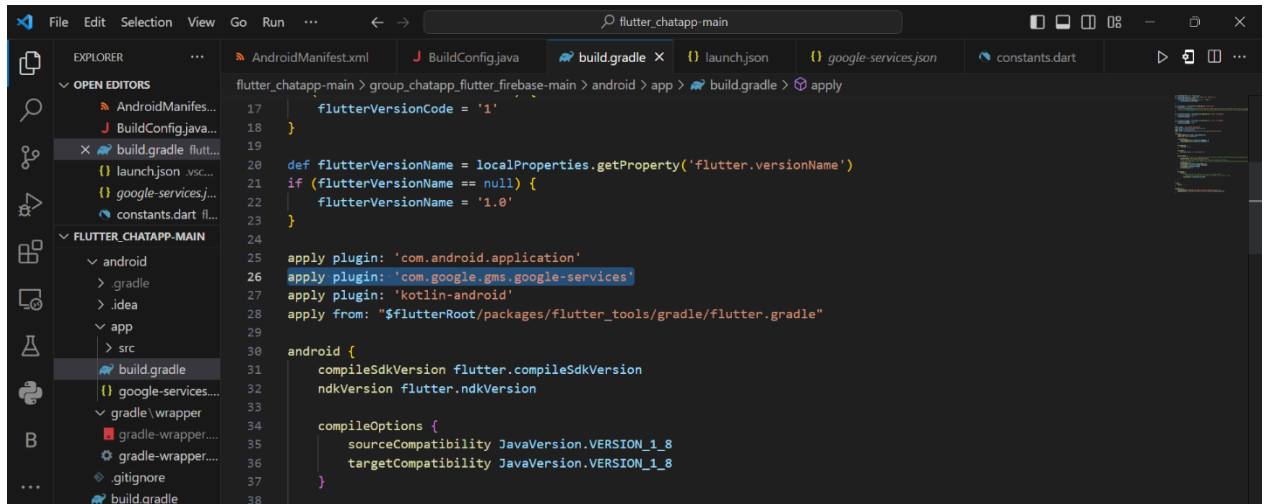 File Edit Selection View Go Run ··· flutter_chatapp-main
EXPLORER ···
OPEN EDITORS
AndroidManifes...
BuildConfig.java...
build.gradle flutt...
launch.json .vsc...
google-services.j...
constants.dart fl...
FLUTTER_CHATAPP-MAIN
android
.gradle
.idea
app
src
build.gradle
google-services....
gradle\wrapper
gradle-wrapper....
gradle-wrapper....
.gitignore
build.gradle
AndroidManifest.xml BuildConfig.java build.gradle launch.json google-services.json constants.dart
flutter_chatapp-main > group_chatapp_flutter_firebase-main > android > app > build.gradle > apply
17 flutterVersionCode = '1'
18 }
19
20 def flutterVersionName = localProperties.getProperty('flutter.versionName')
21 if (flutterVersionName == null) {
22 flutterVersionName = '1.0'
23 }
24
25 apply plugin: 'com.android.application'
26 apply plugin: 'com.google.gms.google-services'
27 apply plugin: 'kotlin-android'
28 apply from: "$flutterRoot/packages/flutter_tools/gradle/flutter.gradle"
29
30 android {
31 compileSdkVersion flutter.compileSdkVersion
32 ndkVersion flutter.ndkVersion
33
34 compileOptions {
35 sourceCompatibility JavaVersion.VERSION_1_8
36 targetCompatibility JavaVersion.VERSION_1_8
37 }
38